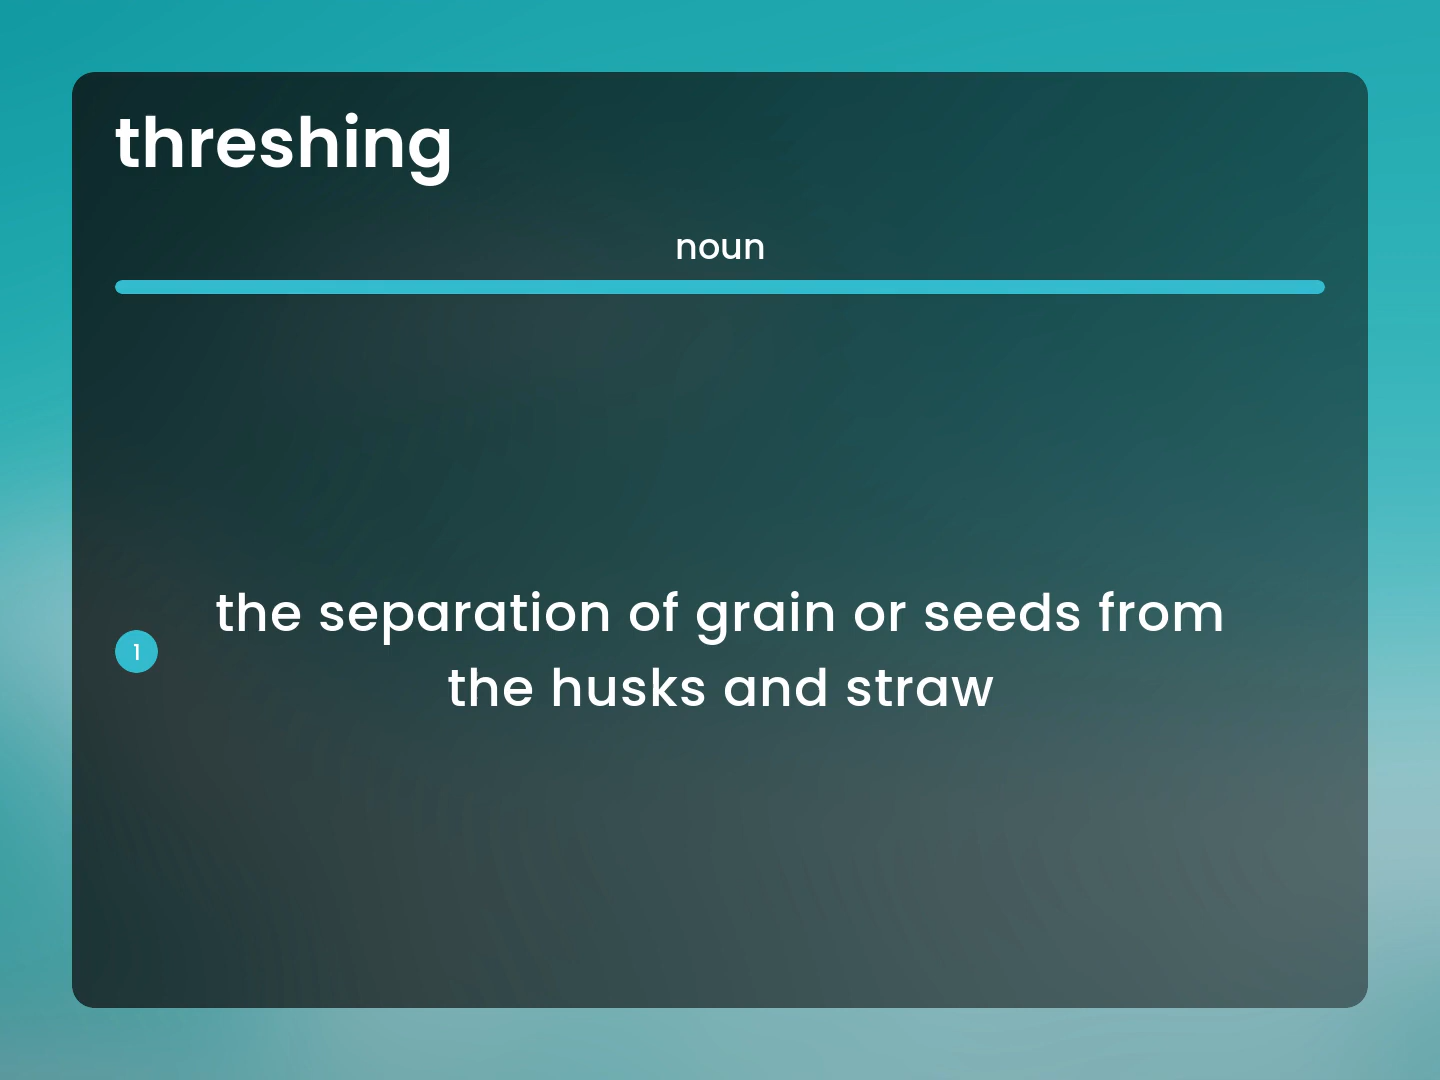 threshing
noun
1
the separation of grain or seeds from
the husks and straw